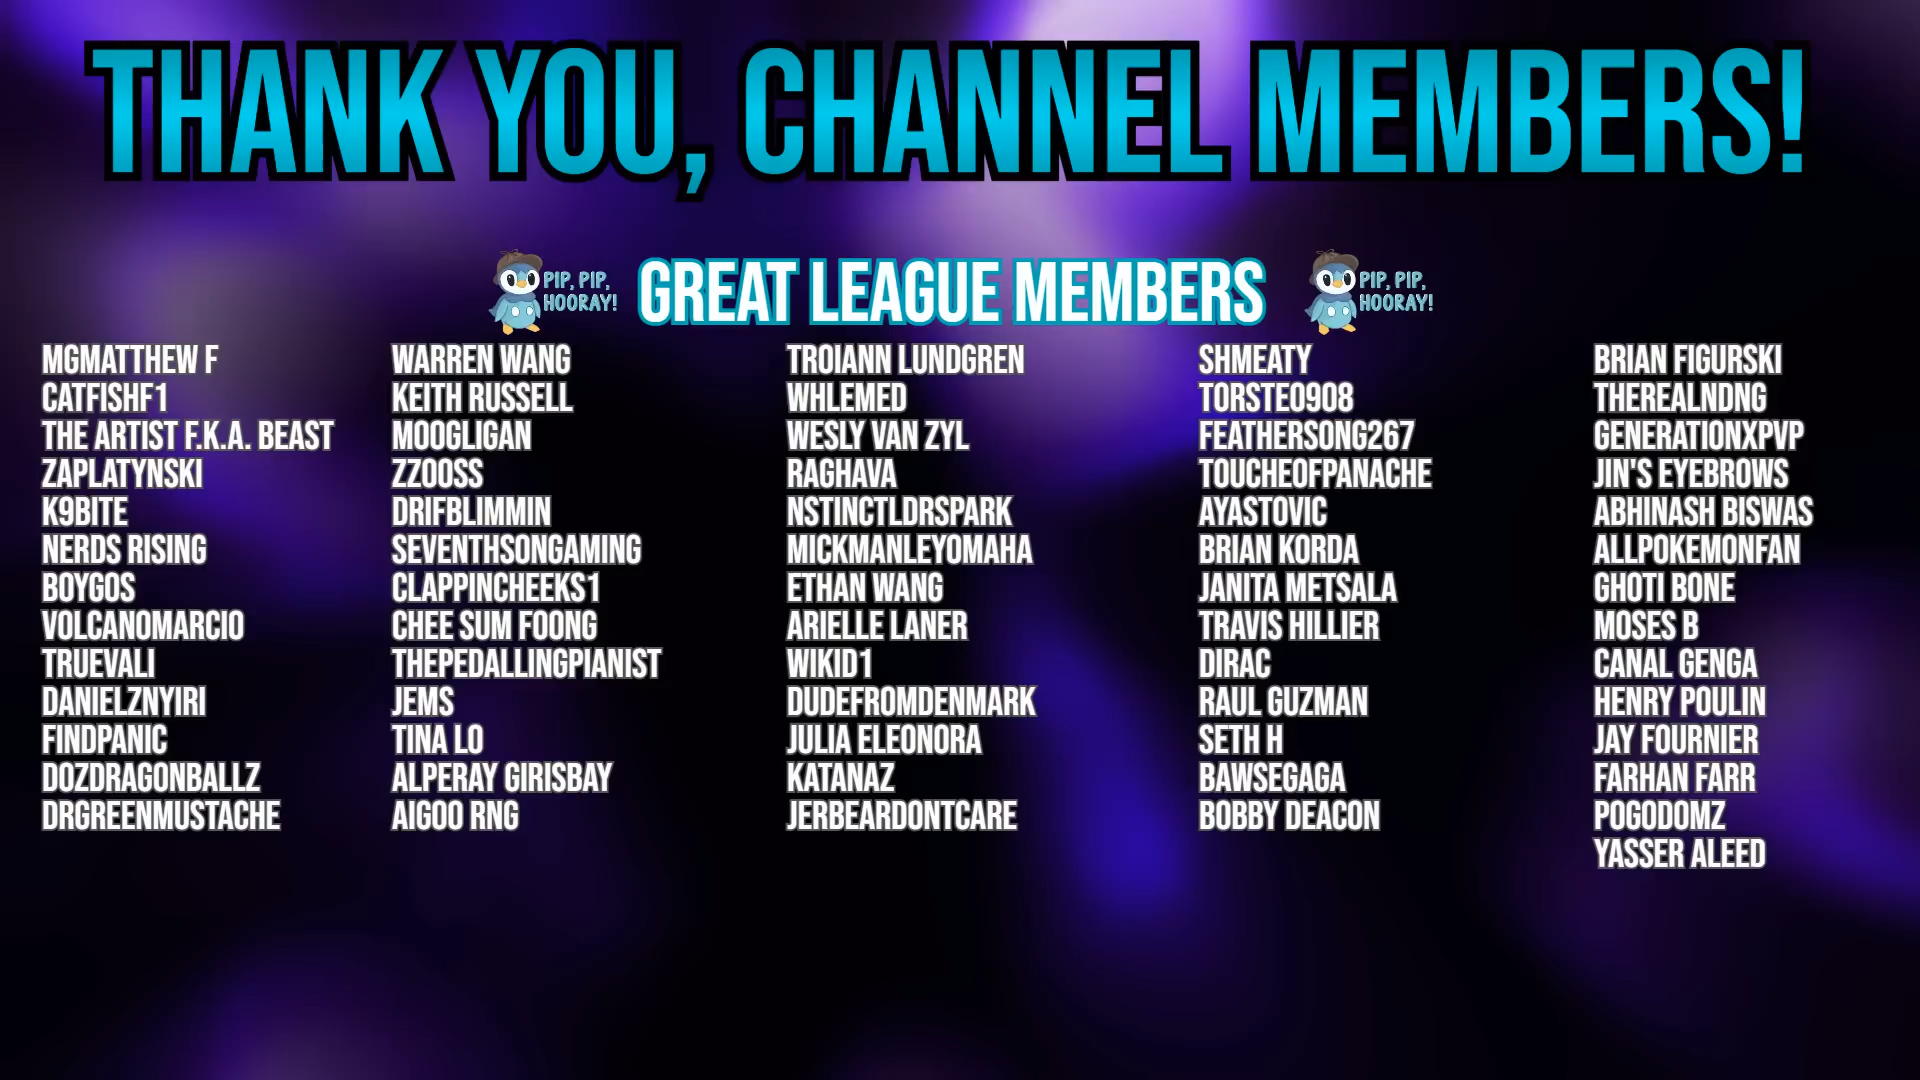 THANK YOU, CHANNEL MEMBERS!
PIP, PIP,
HOORAY!
GREAT LEAGUE MEMBERS
PIP, PIP,
HOORAY!
MGMATTHEW F
CATFISHF1
THE ARTIST F.K.A. BEAST
ZAPLATYNSKI
K9BITE
NERDS RISING
BOYGOS
VOLCANOMARCIO
TRUEVALI
DANIELZNYIRI
FINDPANIC
DOZDRAGONBALLZ
DRGREENMUSTACHE
WARREN WANG
KEITH RUSSELL
MOOGLIGAN
ZZOOSS
DRIFBLIMMIN
SEVENTHSONGAMING
CLAPPINCHEEKS1
CHEE SUM FOONG
THEPEDALLINGPIANIST
JEMS
TINA LO
ALPERAY GIRISBAY
AIGOO RNG
TROIANN LUNDGREN
WHLEMED
WESLY VAN ZYL
RAGHAVA
NSTINCTLDRSPARK
MICKMANLEYOMAHA
ETHAN WANG
ARIELLE LANER
WIKID1
DUDEFROMDENMARK
JULIA ELEONORA
KATANAZ
JERBEARDONTCARE
SHMEATY
TORSTE0908
FEATHERSONG267
TOUCHEOFPANACHE
AYASTOVIC
BRIAN KORDA
JANITA METSALA
TRAVIS HILLIER
DIRAC
RAUL GUZMAN
SETH H
BAWSEGAGA
BOBBY DEACON
BRIAN FIGURSKI
THEREALNDNG
GENERATIONXPVP
JIN'S EYEBROWS
ABHINASH BISWAS
ALLPOKEMONFAN
GHOTI BONE
MOSES B
CANAL GENGA
HENRY POULIN
JAY FOURNIER
FARHAN FARR
POGODOMZ
YASSER ALEED